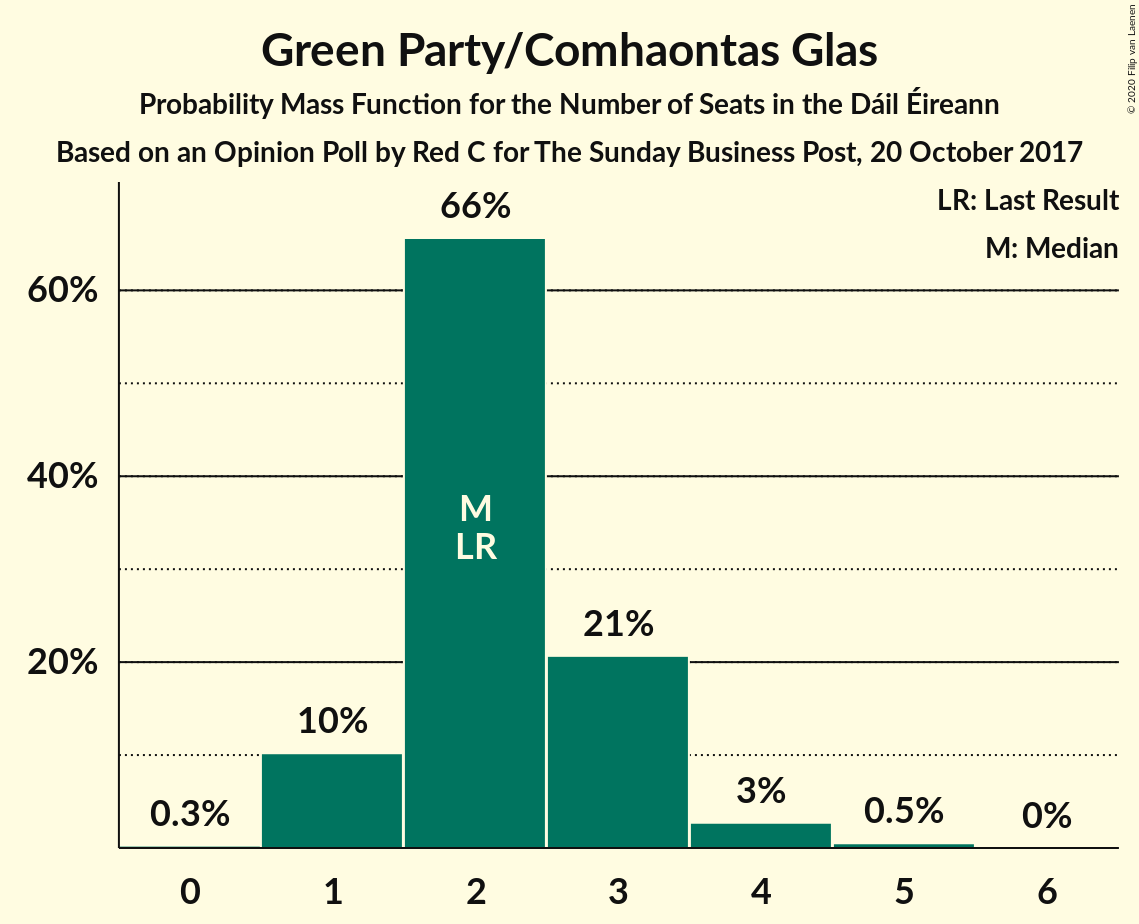 Green Party/Comhaontas Glas
Probability Mass Function for the Number of Seats in the Dáil Éireann
Based on an Opinion Poll by Red C for The Sunday Business Post, 20 October 2017
© 2020 Filip van Laenen
LR: Last Result
M: Median
60%
40%
20%
0.3%
10%
66%
M
LR
21%
3%
0.5%
0%
0 1 2 3 4 5 6